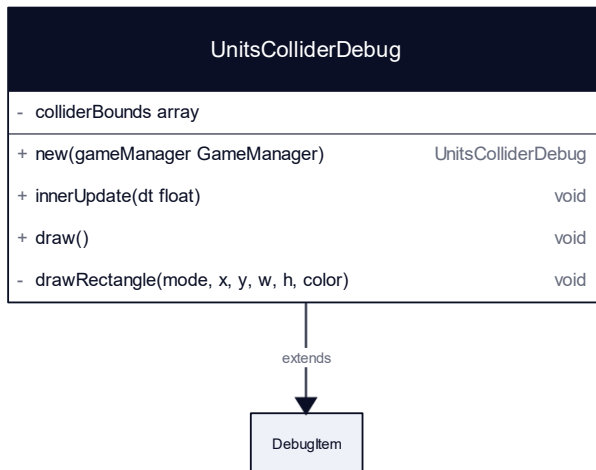 UnitsColliderDebug
- colliderBounds array
+ new(gameManager GameManager) UnitsColliderDebug
+ innerUpdate(dt float) void
+ draw() void
- drawRectangle(mode, x, y, w, h, color) void
extends
DebugItem